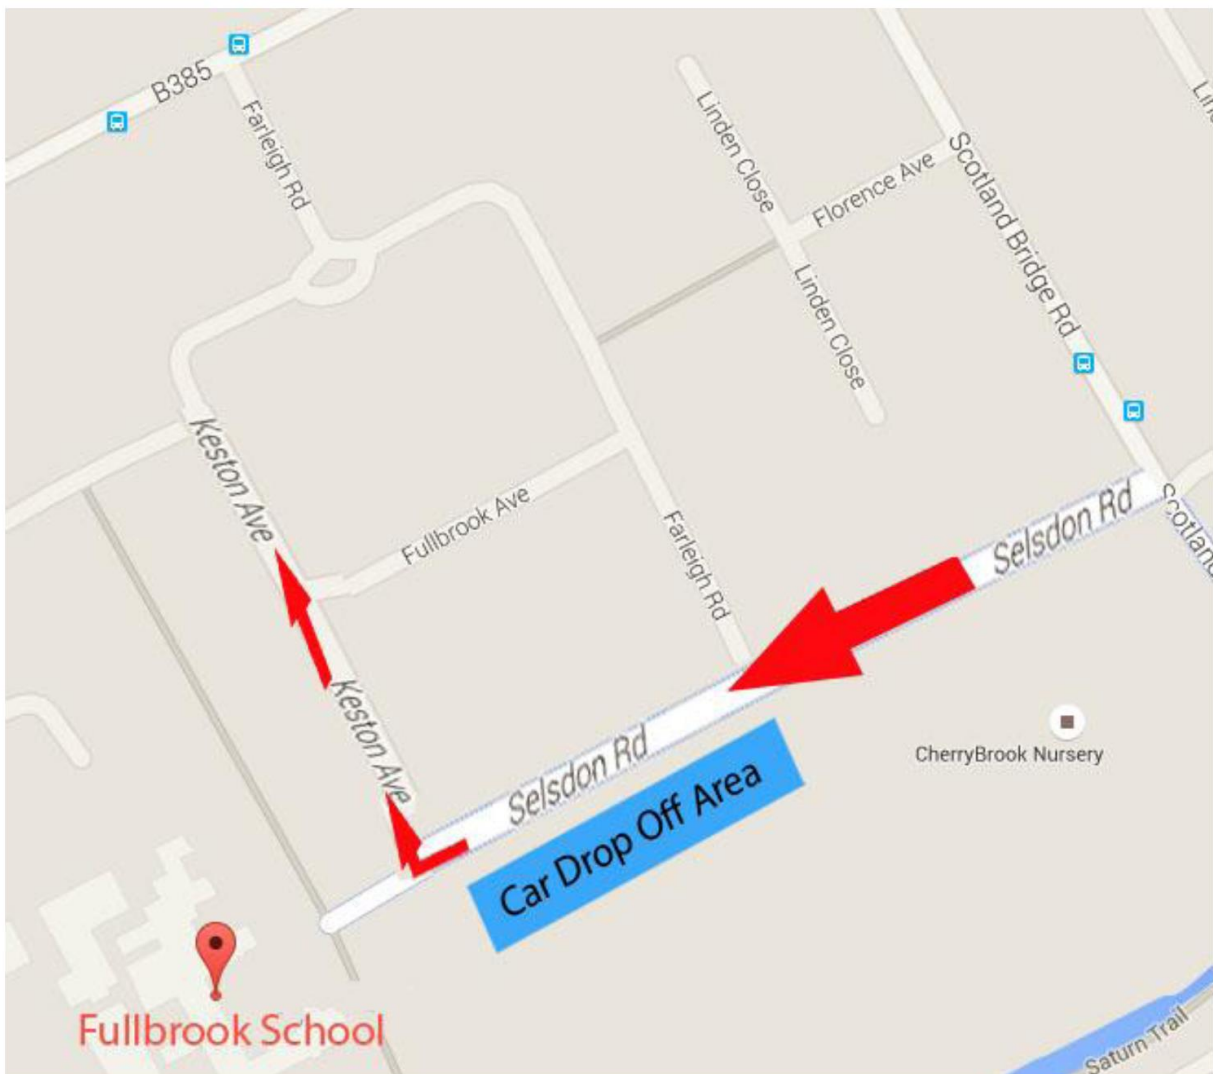 B385
Farleigh Rd
Linden Close
Florence Ave
Scotland Bridge Rd
Linden Close
Keston Ave
Fullbrook Ave
Farleigh Rd
Selsdon Rd
Scotland
Keston Ave
Selsdon Rd
CherryBrook Nursery
Car Drop Off Area
Fullbrook School
Saturn Trail